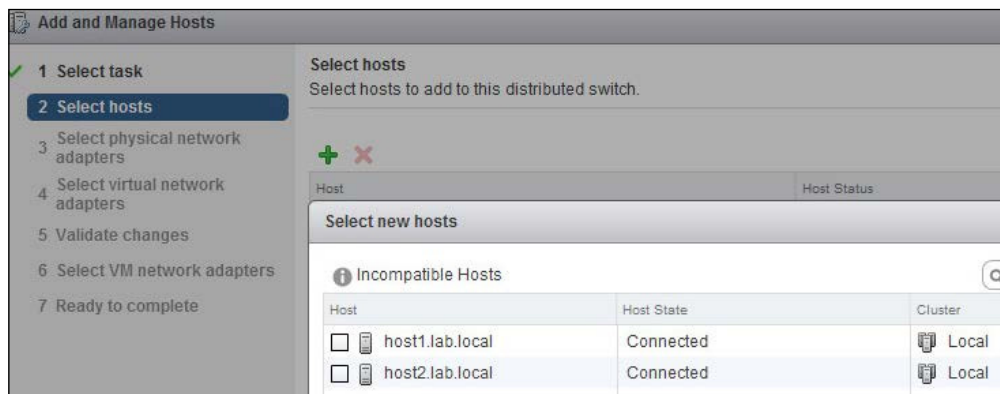 Add and Manage Hosts
1 Select task
2 Select hosts
3 Select physical network
adapters
4 Select virtual network
adapters
5 Validate changes
6 Select VM network adapters
7 Ready to complete
Select hosts
Select hosts to add to this distributed switch.
Host Host Status
Select new hosts
Incompatible Hosts
Host Host State Cluster
host1.lab.local Connected Local
host2.lab.local Connected Local